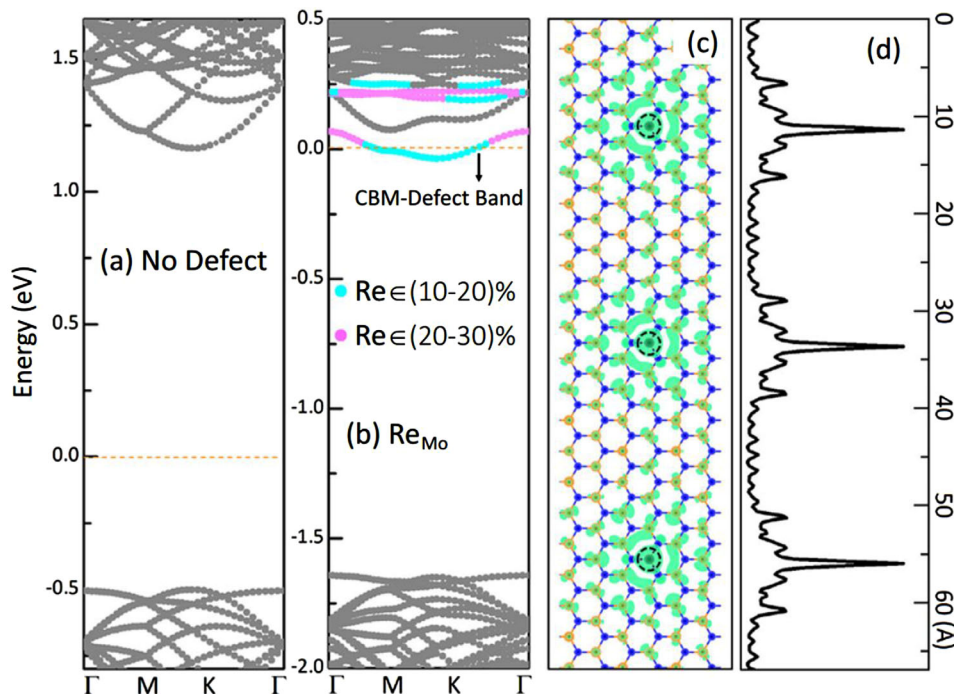 Energy (eV)
1.5
1.0
0.5
0.0
-0.5
(a) No Defect
Γ M K Γ
0.5
0.0
-0.5
-1.0
-1.5
-2.0
CBM-Defect Band
Re∈(10-20)%
Re∈(20-30)%
(b) ReMo
Γ M K Γ
(c)
(d)
0
10
20
30
40
50
60 (A)